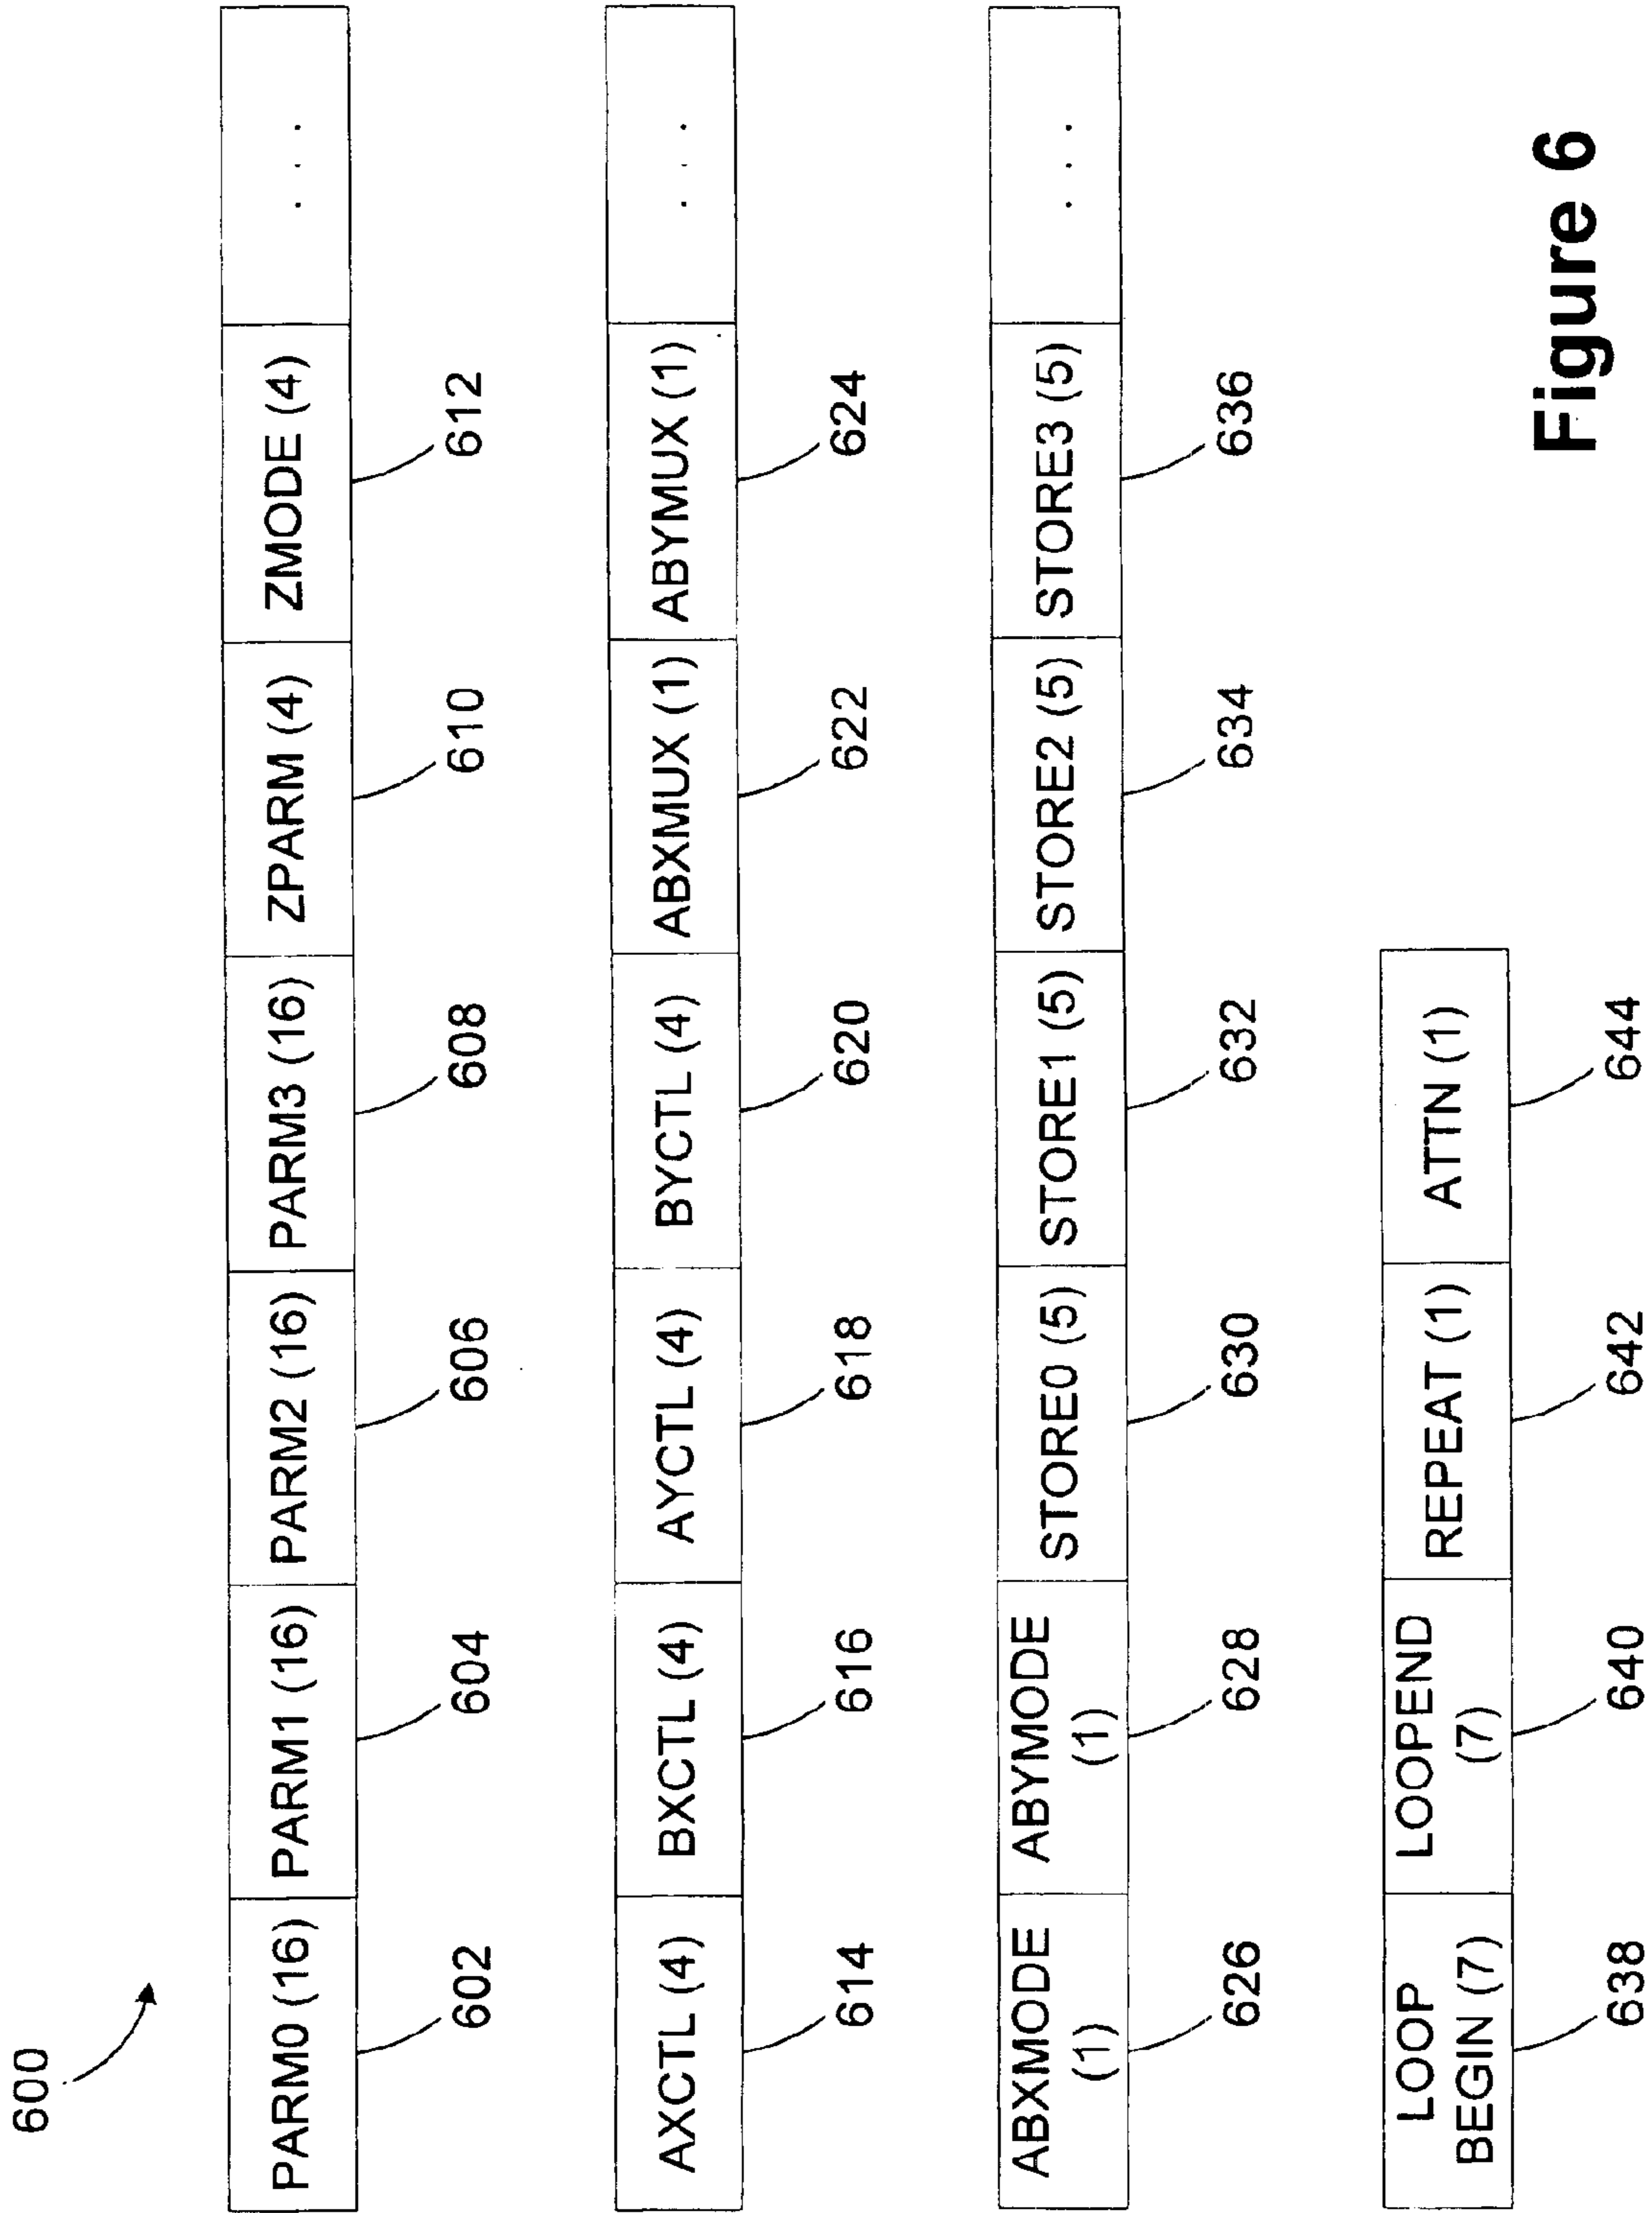 600
PARM0 (16) PARM1 (16) PARM2 (16) PARM3 (16) ZPARM (4) ZMODE (4) . . .
602 604 606 608 610 612
AXCTL (4) BXCTL (4) AYCTL (4) BYCTL (4) ABXMUX (1) ABYMUX (1) . . .
614 616 618 620 622 624
ABXMODE (1) ABYMODE (1) STORE0 (5) STORE1 (5) STORE2 (5) STORE3 (5) . . .
626 628 630 632 634 636
LOOP BEGIN (7) LOOPEND (7) REPEAT (1) ATTN (1)
638 640 642 644
Figure 6